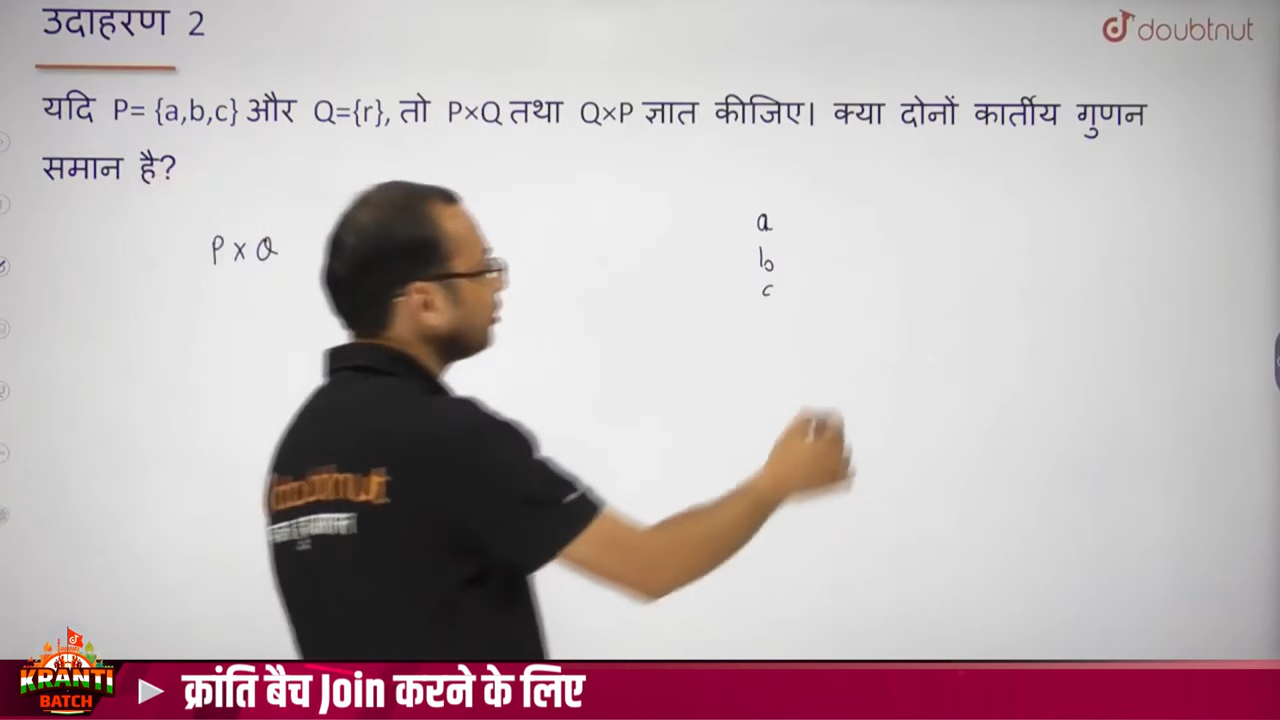 उदाहरण 2
doubtnut
यदि P= {a,b,c} और Q={r}, तो P×Q तथा Q×P ज्ञात कीजिए। क्या दोनों कार्तीय गुणन
समान है?
P x Q
a
b
c
KRANTI
BATCH
क्रांति बैच Join करने के लिए